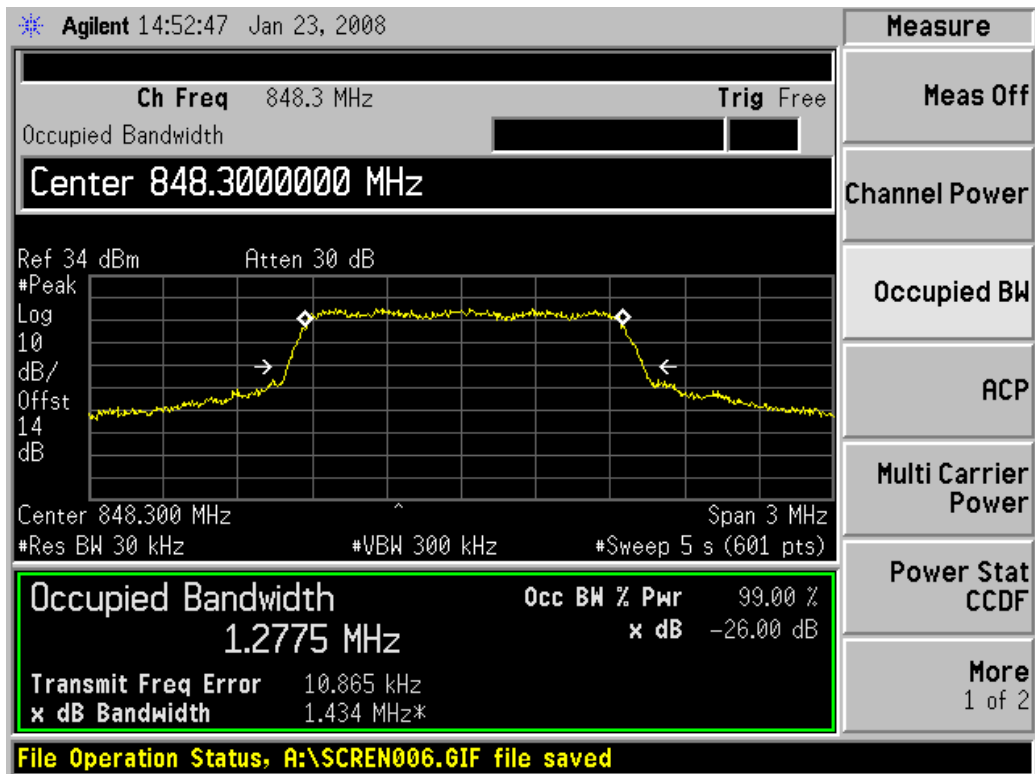 Agilent 14:52:47 Jan 23, 2008
Measure
Ch Freq 848.3 MHz
Trig Free
Occupied Bandwidth
Center 848.3000000 MHz
Ref 34 dBm
Atten 30 dB
#Peak
Log
10
dB/
Offst
14
dB
Center 848.300 MHz
Span 3 MHz
#Res BW 30 kHz
#VBW 300 kHz
#Sweep 5 s (601 pts)
Occupied Bandwidth
1.2775 MHz
Occ BW % Pwr 99.00 %
x dB -26.00 dB
Transmit Freq Error 10.865 kHz
x dB Bandwidth 1.434 MHz*
Meas Off
Channel Power
Occupied BW
ACP
Multi Carrier
Power
Power Stat
CCDF
More
1 of 2
File Operation Status, A:\SCREN006.GIF file saved